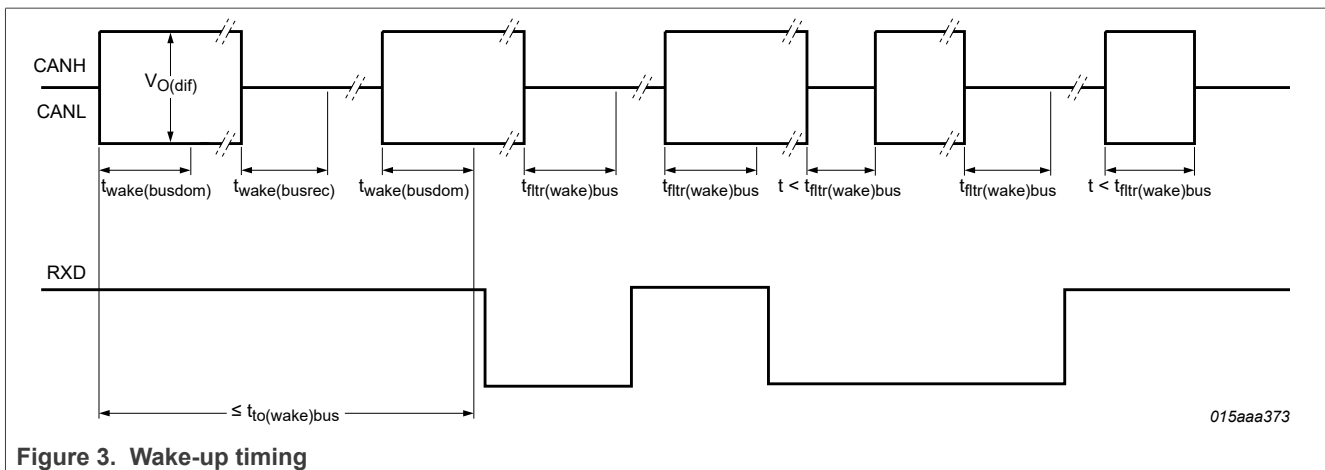 CANH
CANL
VO(dif)
twake(busdom)
twake(busrec)
twake(busdom)
tfltr(wake)bus
tfltr(wake)bus
t < tfltr(wake)bus
tfltr(wake)bus
t < tfltr(wake)bus
RXD
≤ tto(wake)bus
015aaa373
Figure 3. Wake-up timing